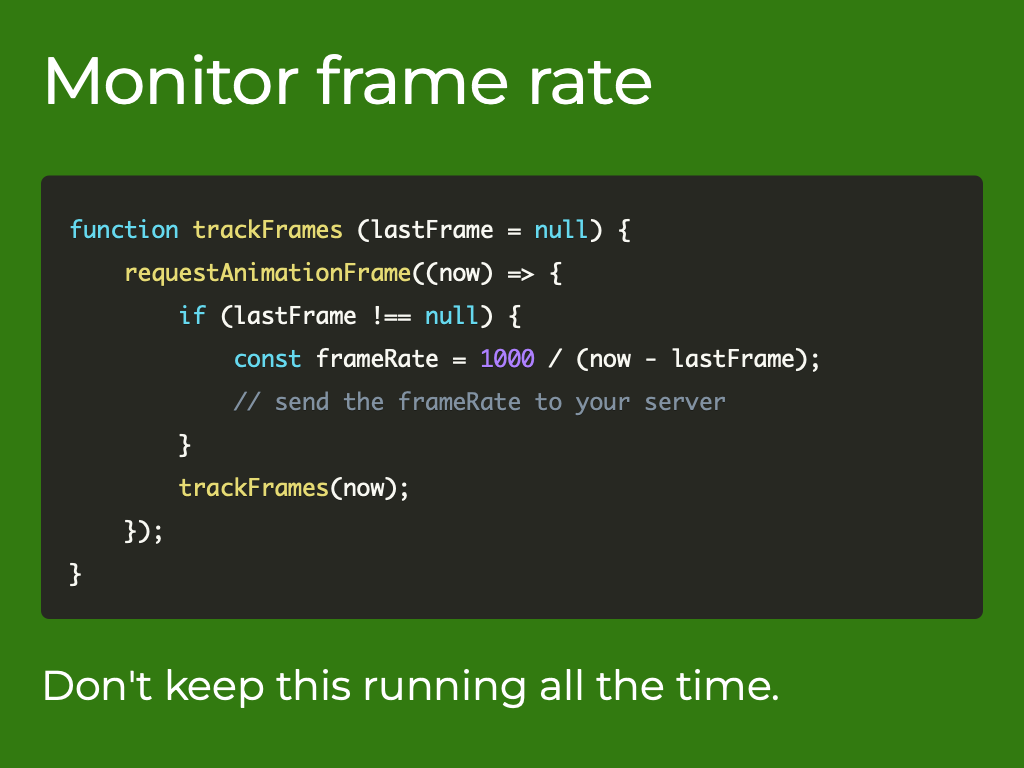 Monitor frame rate
function trackFrames (lastFrame = null) {
    requestAnimationFrame((now) => {
        if (lastFrame !== null) {
            const frameRate = 1000 / (now - lastFrame);
            // send the frameRate to your server
        }
        trackFrames(now);
    });
}
Don't keep this running all the time.